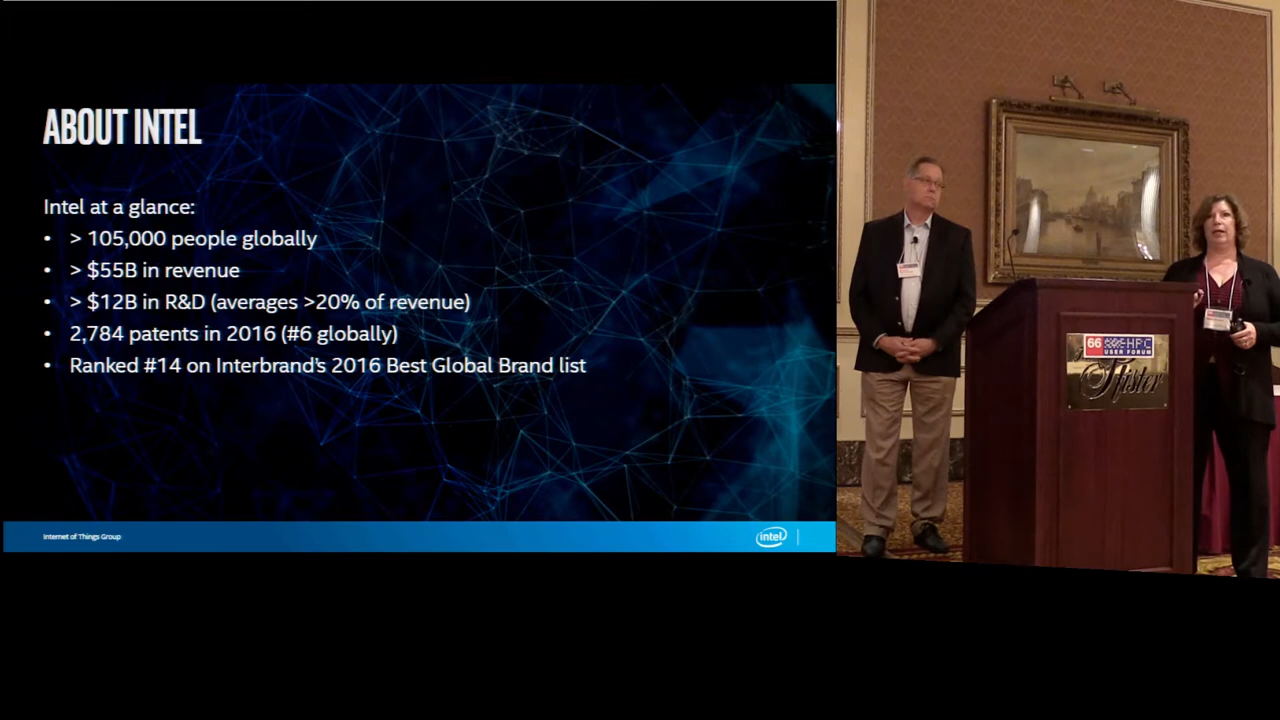 ABOUT INTEL
Intel at a glance:
• > 105,000 people globally
• > $55B in revenue
• > $12B in R&D (averages >20% of revenue)
• 2,784 patents in 2016 (#6 globally)
• Ranked #14 on Interbrand’s 2016 Best Global Brand list
Internet of Things Group
intel
66 HPC
USER FORUM
Pfister